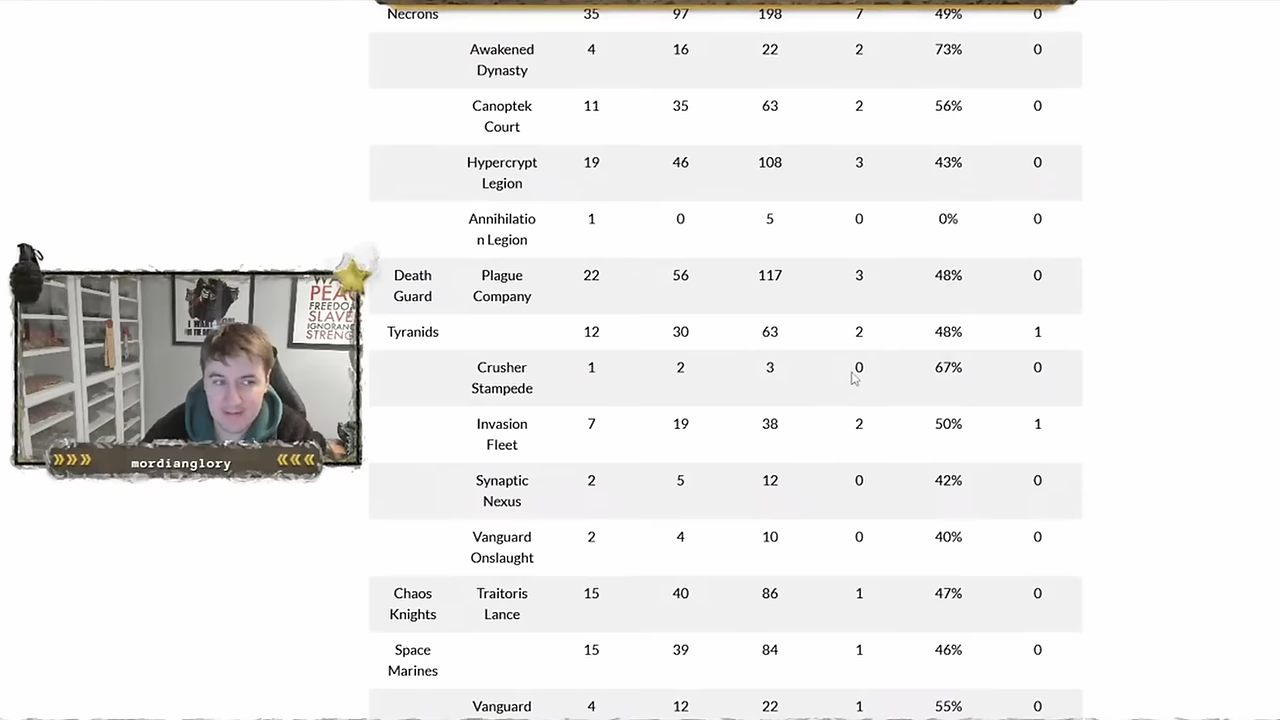 Necrons 35 97 198 7 49% 0
Awakened
Dynasty 4 16 22 2 73% 0
Canoptek
Court 11 35 63 2 56% 0
Hypercrypt
Legion 19 46 108 3 43% 0
Annihilatio
n Legion 1 0 5 0 0% 0
Death
Guard Plague
Company 22 56 117 3 48% 0
Tyranids 12 30 63 2 48% 1
Crusher
Stampede 1 2 3 0 67% 0
Invasion
Fleet 7 19 38 2 50% 1
Synaptic
Nexus 2 5 12 0 42% 0
Vanguard
Onslaught 2 4 10 0 40% 0
Chaos
Knights Traitoris
Lance 15 40 86 1 47% 0
Space
Marines 15 39 84 1 46% 0
Vanguard 4 12 22 1 55% 0
mordianglory